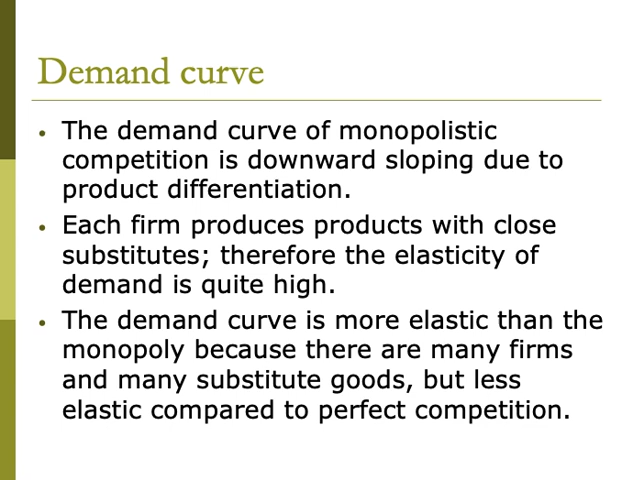 Demand curve
• The demand curve of monopolistic
competition is downward sloping due to
product differentiation.
• Each firm produces products with close
substitutes; therefore the elasticity of
demand is quite high.
• The demand curve is more elastic than the
monopoly because there are many firms
and many substitute goods, but less
elastic compared to perfect competition.